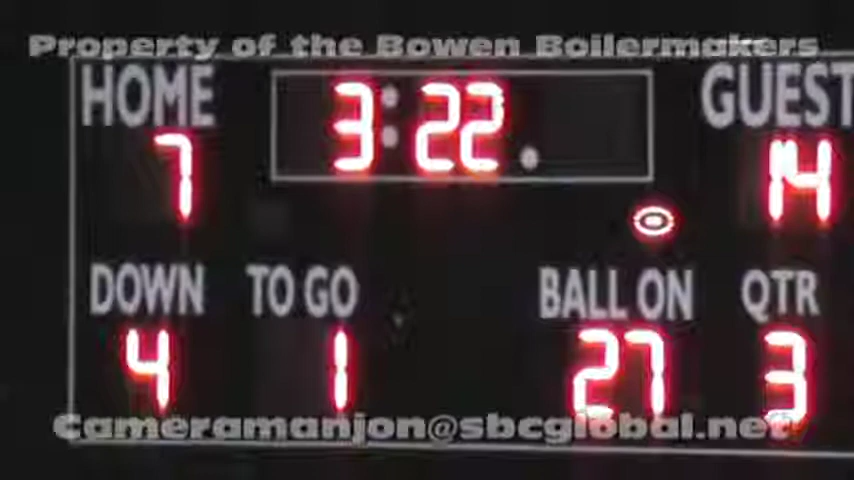 Property of the Bowen Boilermakers
HOME 3:22 GUEST
7 14
DOWN TO GO BALL ON QTR
4 1 27 3
Cameramanjon@sbcglobal.net